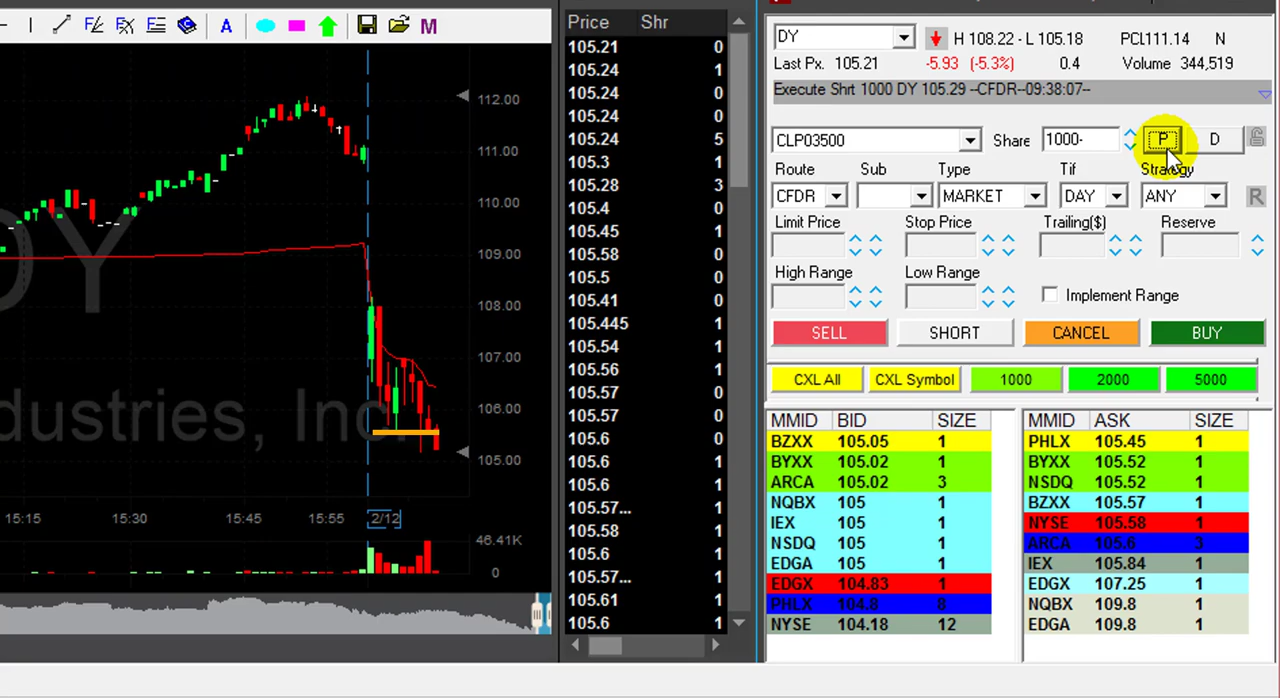 A
M
DY
dustries, Inc.
112.00
111.00
110.00
109.00
108.00
107.00
106.00
105.00
15:15 15:30 15:45 15:55 2/12
46.41K
0
Price Shr
105.21 0
105.24 1
105.24 0
105.24 0
105.24 5
105.3 1
105.28 3
105.4 0
105.45 1
105.58 0
105.5 0
105.41 0
105.445 1
105.54 1
105.56 1
105.57 0
105.57 0
105.6 0
105.6 1
105.6 1
105.57... 1
105.58 1
105.6 1
105.57... 1
105.61 1
105.6 1
DY H 108.22 - L 105.18 PCL111.14 N
Last Px. 105.21 -5.93 (-5.3%) 0.4 Volume 344,519
Execute Shrt 1000 DY 105.29 --CFDR--09:38:07--
CLP03500 Share 1000- P D
Route Sub Type Tif Strategy
CFDR MARKET DAY ANY R
Limit Price Stop Price Trailing($) Reserve
High Range Low Range
Implement Range
SELL SHORT CANCEL BUY
CXL All CXL Symbol 1000 2000 5000
MMID BID SIZE
BZXX 105.05 1
BYXX 105.02 1
ARCA 105.02 3
NQBX 105 1
IEX 105 1
NSDQ 105 1
EDGA 105 1
EDGX 104.83 1
PHLX 104.8 8
NYSE 104.18 12
MMID ASK SIZE
PHLX 105.45 1
BYXX 105.52 1
NSDQ 105.52 1
BZXX 105.57 1
NYSE 105.58 1
ARCA 105.6 3
IEX 105.84 1
EDGX 107.25 1
NQBX 109.8 1
EDGA 109.8 1